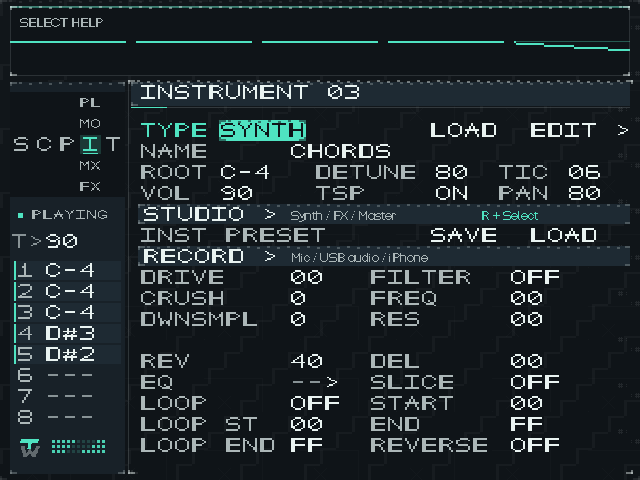 SELECT HELP
PL
MO
S C P I T
MX
FX
PLAYING
T>90
1 C-4
2 C-4
3 C-4
4 D#3
5 D#2
6 ---
7 ---
8 ---
TW
INSTRUMENT 03
TYPE SYNTH LOAD EDIT >
NAME CHORDS
ROOT C-4 DETUNE 80 TIC 06
VOL 90 TSP ON PAN 80
STUDIO > Synth / FX / Master R + Select
INST PRESET SAVE LOAD
RECORD > Mic / USB audio / iPhone
DRIVE 00 FILTER OFF
CRUSH 0 FREQ 00
DWNSMPL 0 RES 00
REV 40 DEL 00
EQ --> SLICE OFF
LOOP OFF START 00
LOOP ST 00 END FF
LOOP END FF REVERSE OFF